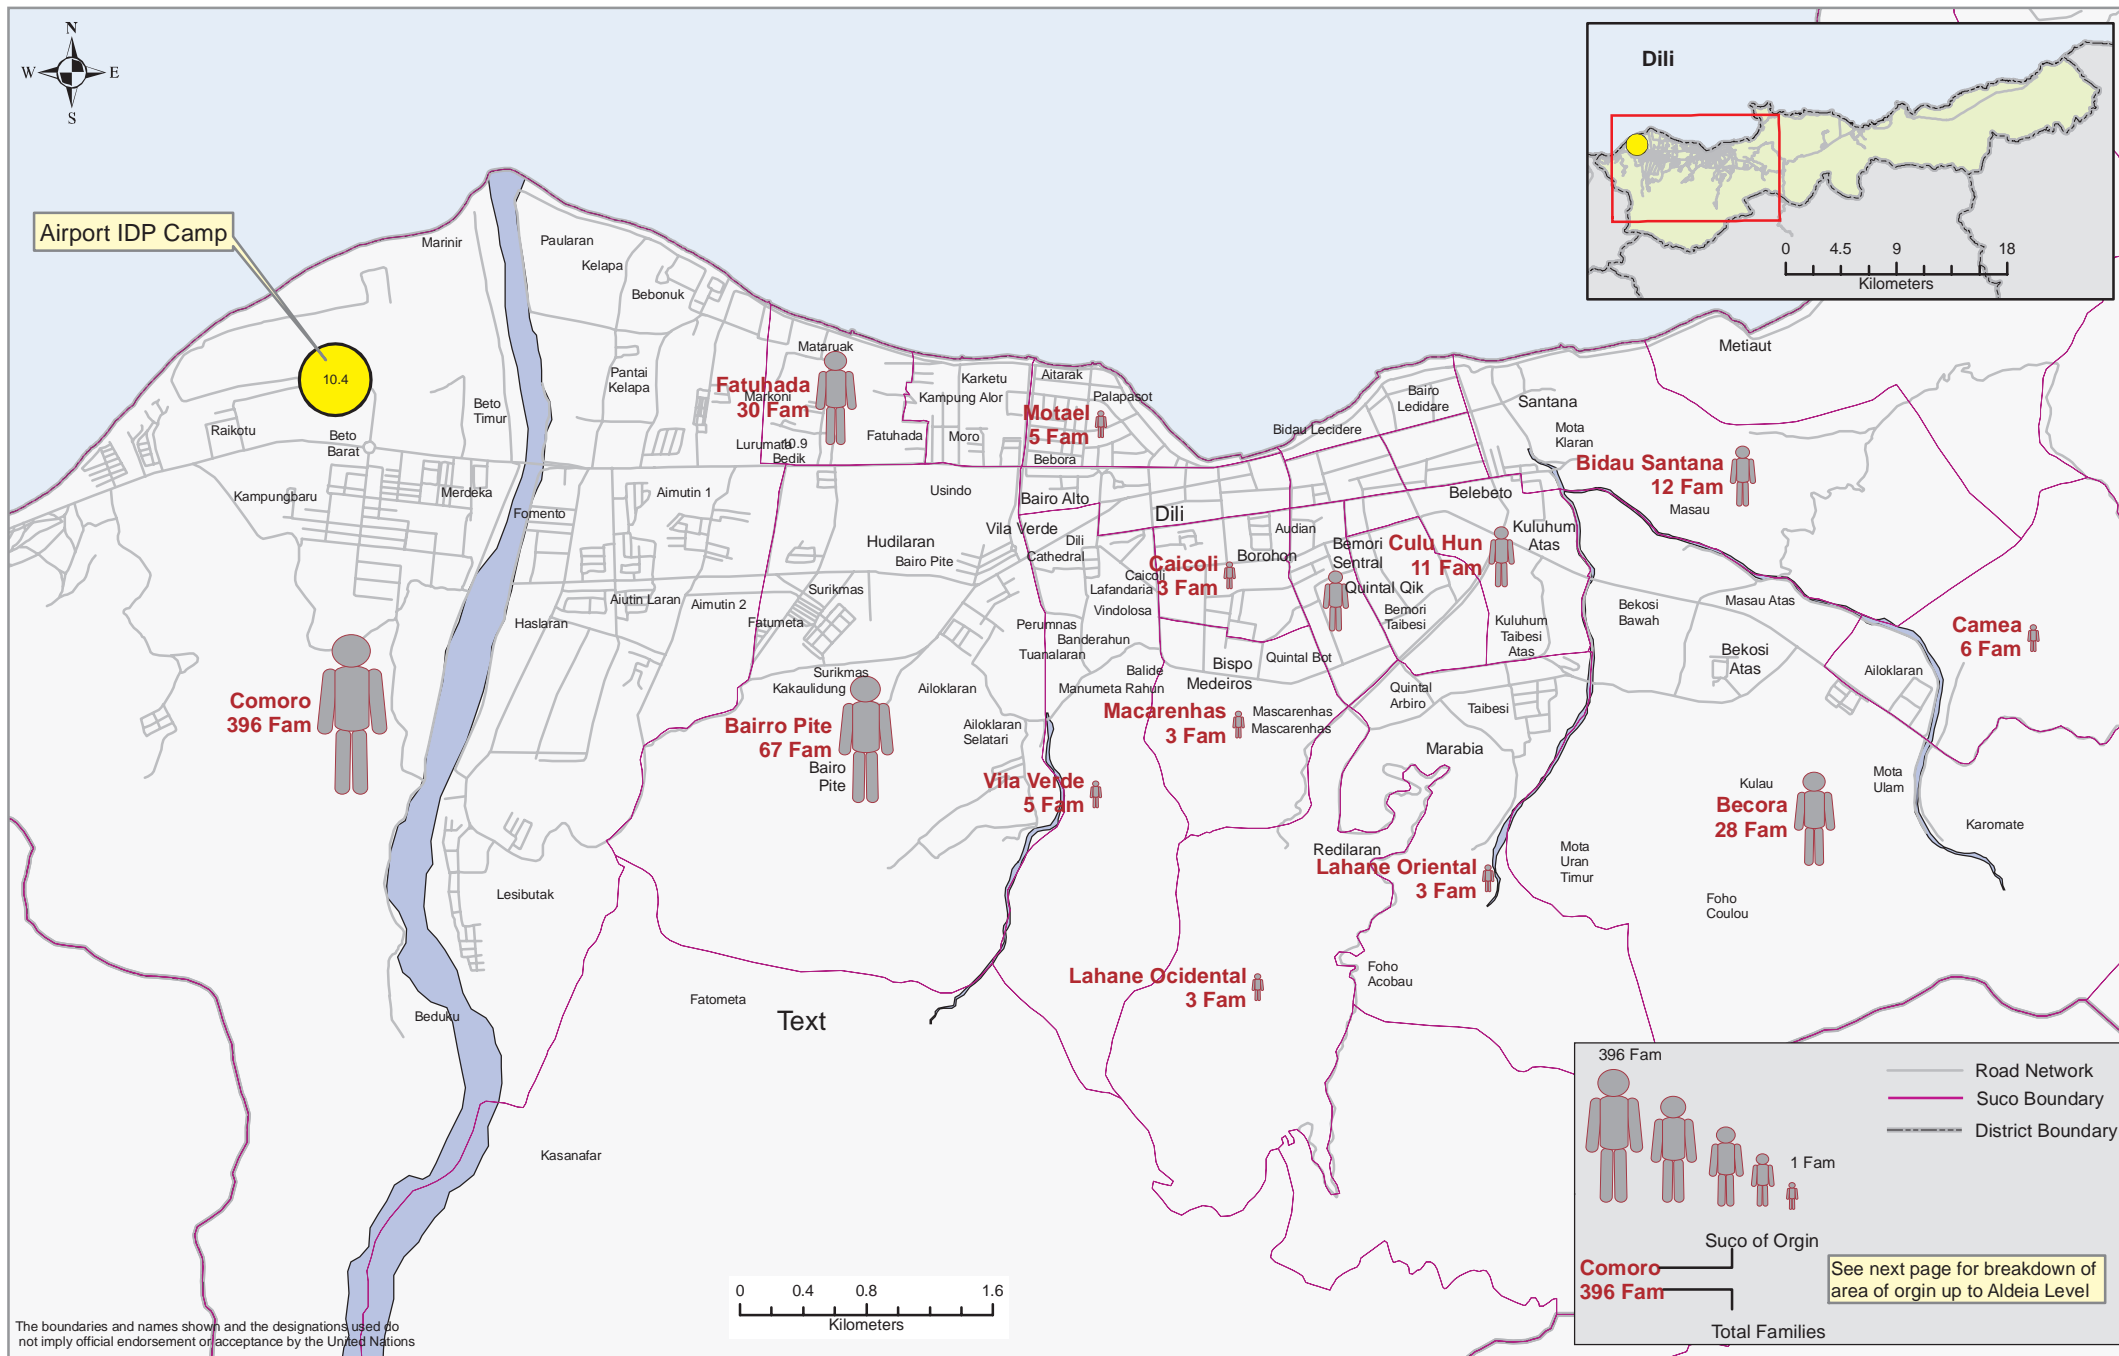 N
W
E
S
Dili
0
4.5
9
18
Kilometers
Airport IDP Camp
10.4
Marinir
Paularan
Kelapa
Bebonuk
Pantai
Kelapa
Beto
Timur
Raikotu
Beto
Barat
Kampungbaru
Merdeka
Fomento
Aimutin 1
Mataruak
Fatuhada
30 Fam
Markoni
Lurumata
10.9
Bedik
Fatuhada
Karketu
Kampung Alor
Moro
Aitarak
Palapasot
Motael
5 Fam
Bebora
Bidau Lecidere
Bairo
Ledidare
Santana
Mota
Klaran
Metiaut
Bidau Santana
12 Fam
Masau
Usindo
Bairo Alto
Vila Verde
Dili
Hudilaran
Bairo Pite
Dili
Cathedral
Audian
Borohon
Belebeto
Kuluhum
Atas
Bemori
Sentral
Culu Hun
11 Fam
Caicoli
3 Fam
Caicoli
Lafandaria
Vindolosa
Quintal Qik
Bemori
Taibesi
Kuluhum
Taibesi
Atas
Bekosi
Bawah
Masau Atas
Bekosi
Atas
Camea
6 Fam
Ailoklaran
Surikmas
Aiutin Laran
Aimutin 2
Fatumeta
Haslaran
Perumnas
Banderahun
Tuanalaran
Balide
Manumeta Rahun
Bispo
Medeiros
Quintal Bot
Quintal
Arbiro
Taibesi
Marabia
Surikmas
Kakaulidung
Ailoklaran
Ailoklaran
Selatari
Comoro
396 Fam
Bairro Pite
67 Fam
Bairo
Pite
Macarenhas
3 Fam
Mascarenhas
Mascarenhas
Vila Verde
5 Fam
Kulau
Becora
28 Fam
Mota
Ulam
Karomate
Redilaran
Lahane Oriental
3 Fam
Mota
Uran
Timur
Foho
Coulou
Lesibutak
Lahane Ocidental
3 Fam
Foho
Acobau
Fatometa
Text
Beduku
Kasanafar
396 Fam
1 Fam
Road Network
Suco Boundary
District Boundary
Suco of Orgin
Comoro
396 Fam
Total Families
See next page for breakdown of
area of orgin up to Aldeia Level
0
0.4
0.8
1.6
Kilometers
The boundaries and names shown and the designations used do
not imply official endorsement or acceptance by the United Nations